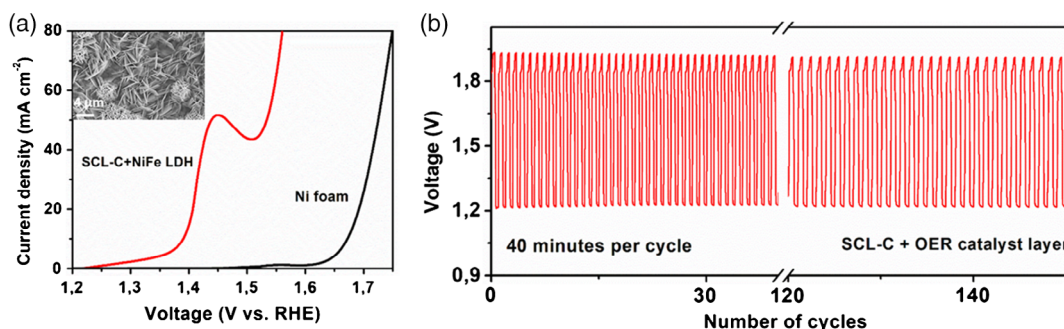 (a)
80
60
40
20
0
Current density (mA cm-2)
4 μm
SCL-C+NiFe LDH
Ni foam
1,2 1,3 1,4 1,5 1,6 1,7
Voltage (V vs. RHE)
(b)
1,8
1,5
1,2
0,9
Voltage (V)
40 minutes per cycle
SCL-C + OER catalyst layer
0 30 120 140
Number of cycles